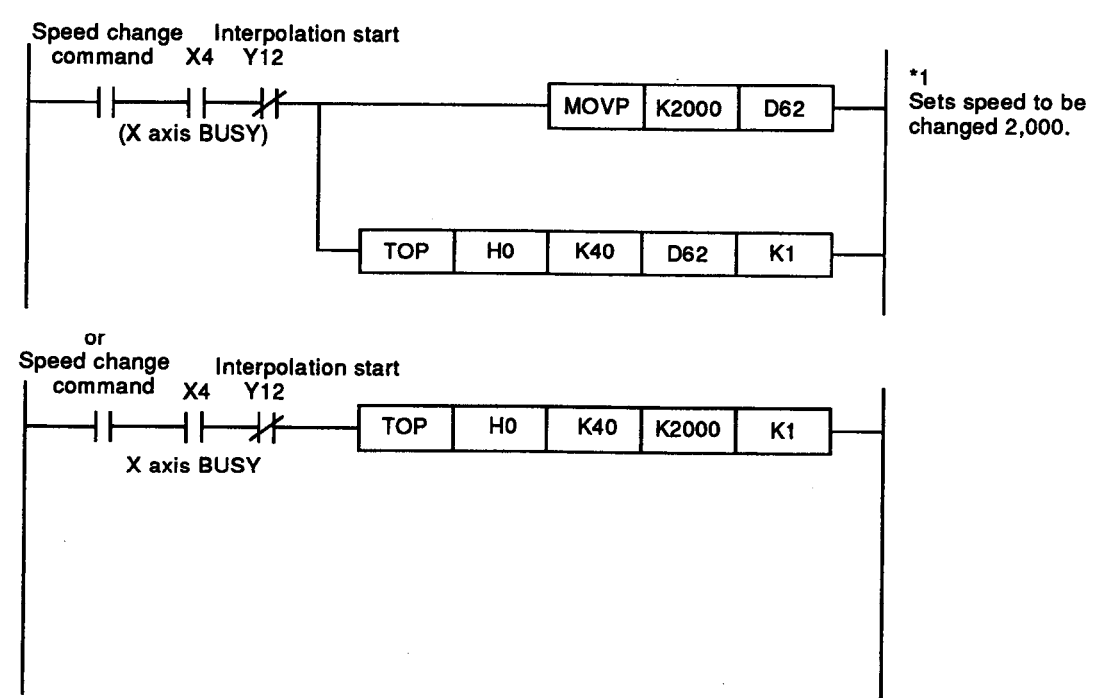 Speed change Interpolation start
command X4 Y12
(X axis BUSY)
MOVP K2000 D62
*1
Sets speed to be
changed 2,000.
TOP H0 K40 D62 K1
or
Speed change Interpolation start
command X4 Y12
X axis BUSY
TOP H0 K40 K2000 K1